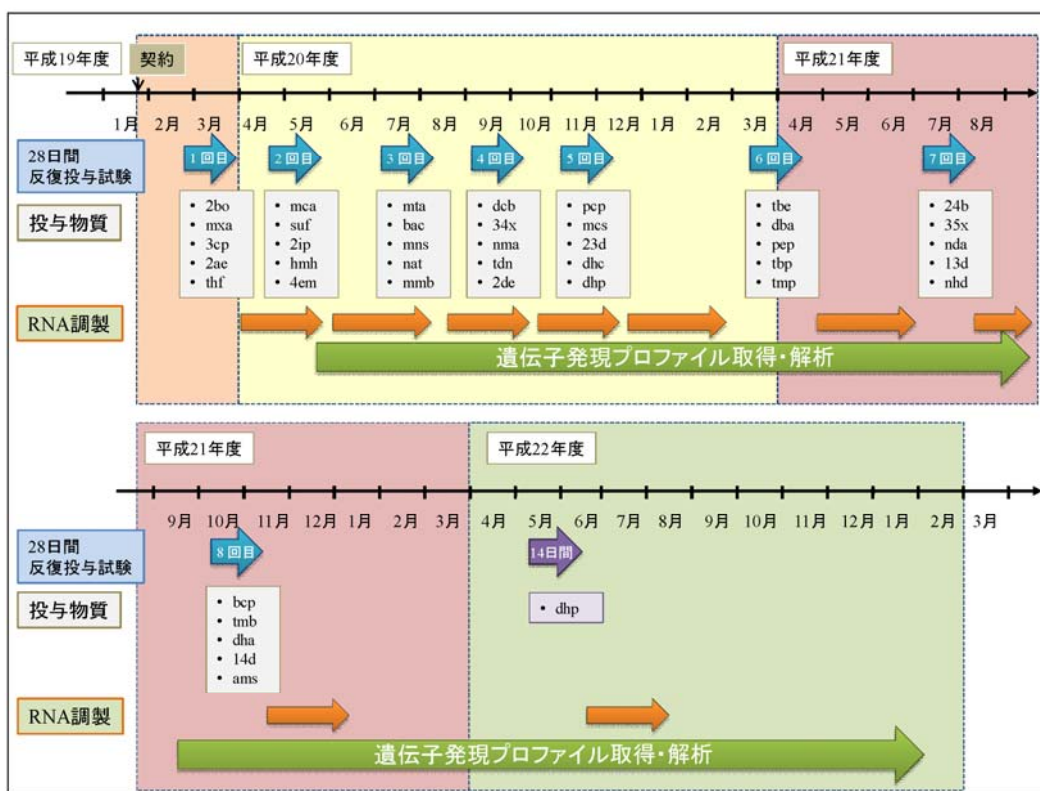 平成19年度
契約
平成20年度
平成21年度
1月 2月 3月 4月 5月 6月 7月 8月 9月 10月 11月 12月 1月 2月 3月 4月 5月 6月 7月 8月
28日間
反復投与試験
1回目 2回目 3回目 4回目 5回目 6回目 7回目
投与物質
• 2bo
• mxa
• 3cp
• 2ae
• thf
• mca
• suf
• 2ip
• hmh
• 4em
• mta
• bac
• mns
• nat
• mmb
• dcb
• 34x
• nma
• tdn
• 2de
• pcp
• mcs
• 23d
• dhc
• dhp
• tbe
• dba
• pep
• tbp
• tmp
• 24b
• 35x
• nda
• 13d
• nhd
RNA調製
遺伝子発現プロファイル取得・解析
平成21年度
平成22年度
9月 10月 11月 12月 1月 2月 3月 4月 5月 6月 7月 8月 9月 10月 11月 12月 1月 2月 3月
28日間
反復投与試験
8回目
14日間
投与物質
• bcp
• tmb
• dha
• 14d
• ams
• dhp
RNA調製
遺伝子発現プロファイル取得・解析